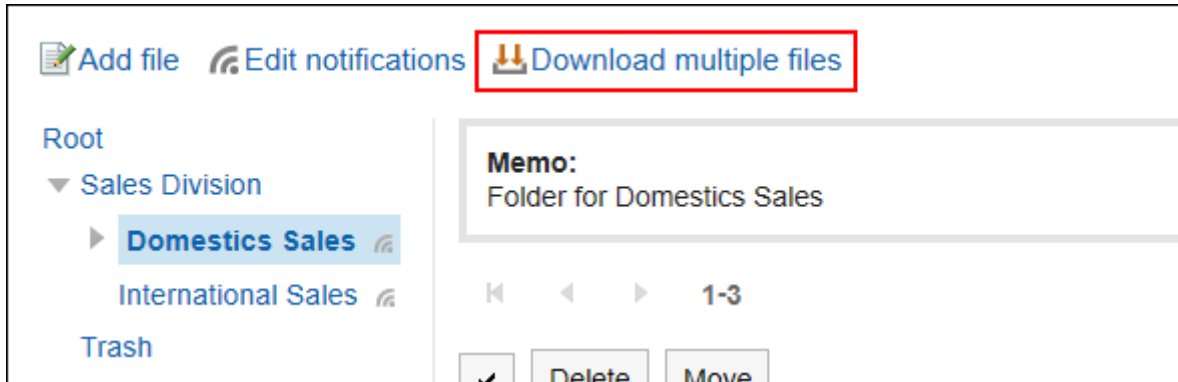 Add file Edit notifications Download multiple files
Root
Sales Division
Domestics Sales
International Sales
Trash
Memo:
Folder for Domestics Sales
1-3
Delete Move